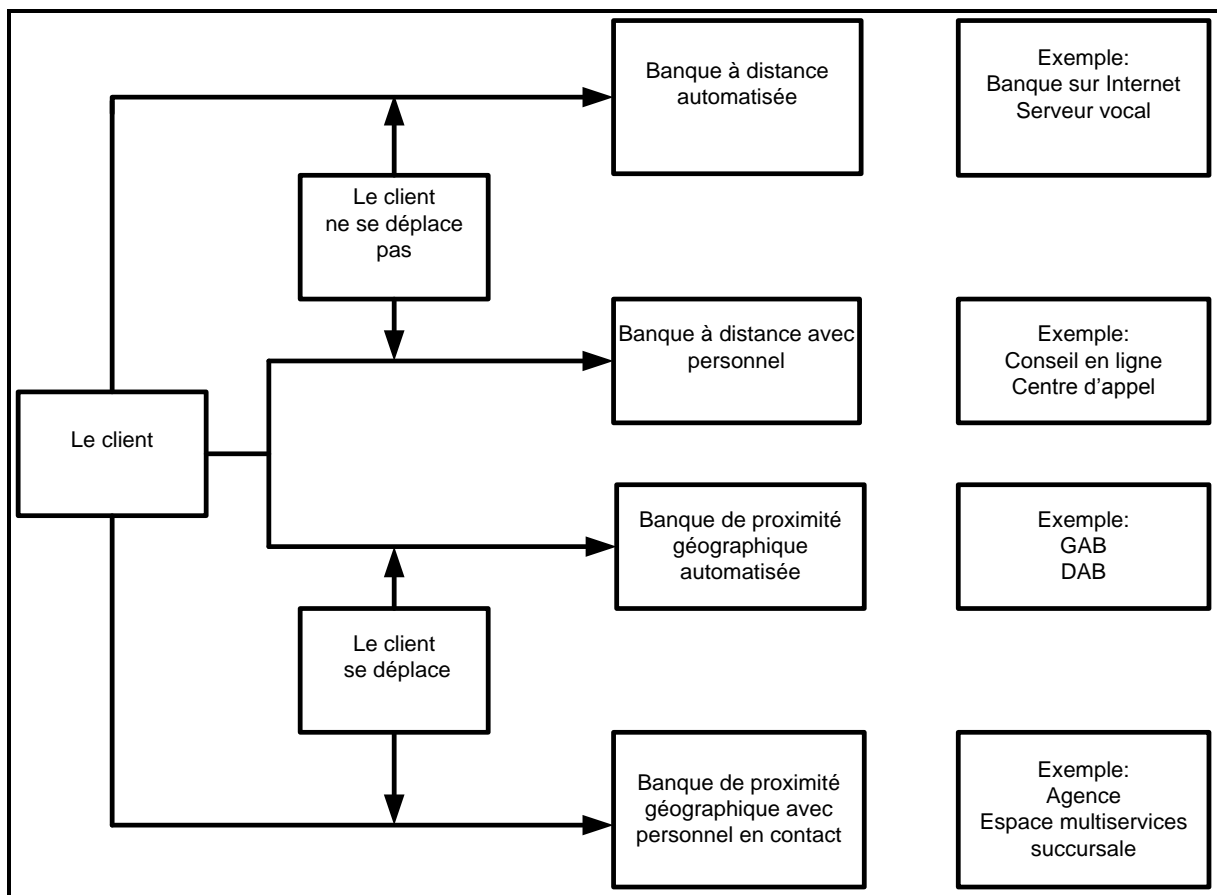 Banque à distance
automatisée
Exemple:
Banque sur Internet
Serveur vocal
Le client
ne se déplace
pas
Banque à distance avec
personnel
Exemple:
Conseil en ligne
Centre d'appel
Le client
Banque de proximité
géographique
automatisée
Exemple:
GAB
DAB
Le client
se déplace
Banque de proximité
géographique avec
personnel en contact
Exemple:
Agence
Espace multiservices
succursale